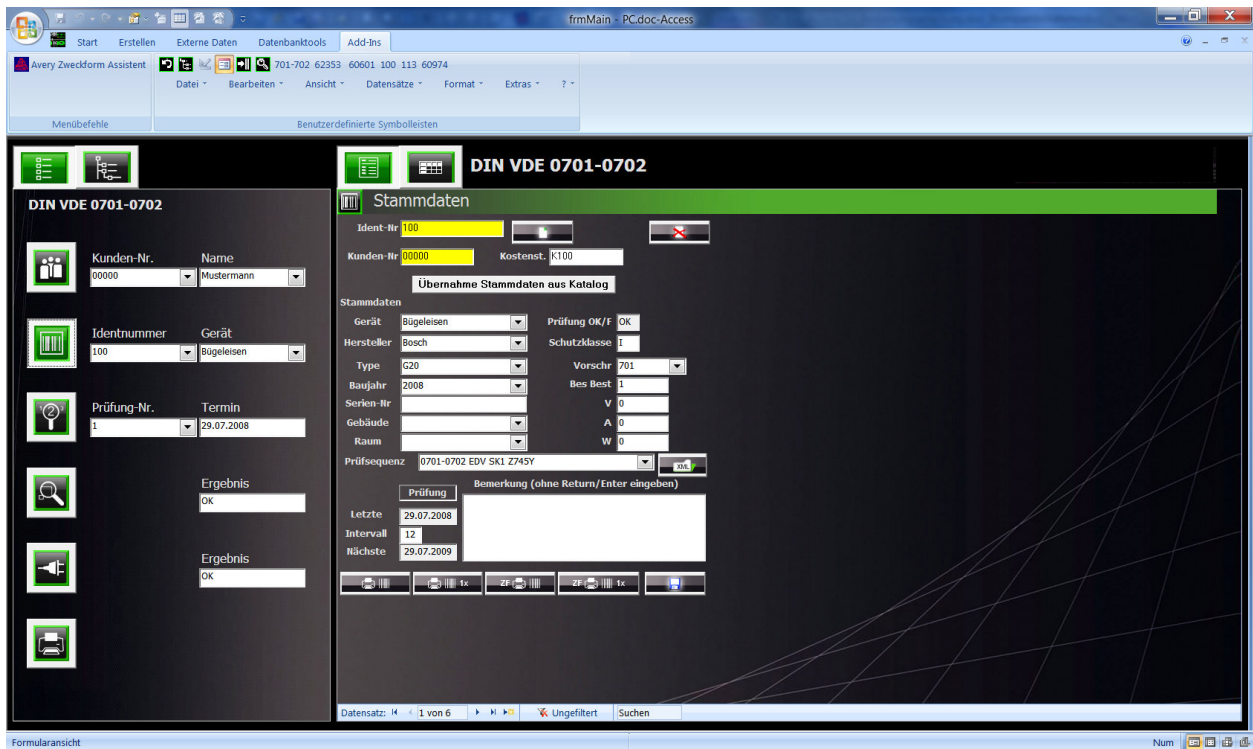 frmMain - PC.doc-Access
Start Erstellen Externe Daten Datenbanktools Add-Ins
Avery Zweckform Assistent 701-702 62353 60601 100 113 60974
Datei Bearbeiten Ansicht Datensätze Format Extras ?
Menübefehle Benutzerdefinierte Symbolleisten
DIN VDE 0701-0702
DIN VDE 0701-0702
Kunden-Nr. Name
00000 Mustermann
Identnummer Gerät
100 Bügeleisen
Prüfung-Nr. Termin
1 29.07.2008
Ergebnis
OK
Ergebnis
OK
Stammdaten
Ident-Nr 100
Kunden-Nr 00000 Kostenst. K100
Übernahme Stammdaten aus Katalog
Stammdaten
Gerät Bügeleisen Prüfung OK/F OK
Hersteller Bosch Schutzklasse I
Type G20 Vorschr 701
Baujahr 2008 Bes Best 1
Serien-Nr V 0
Gebäude A 0
Raum W 0
Prüfsequenz 0701-0702 EDV SK1 Z745Y XML
Prüfung Bemerkung (ohne Return/Enter eingeben)
Letzte 29.07.2008
Intervall 12
Nächste 29.07.2009
1x ZF ZF 1x
Datensatz: 1 von 6 Ungefiltert Suchen
Formularansicht Num